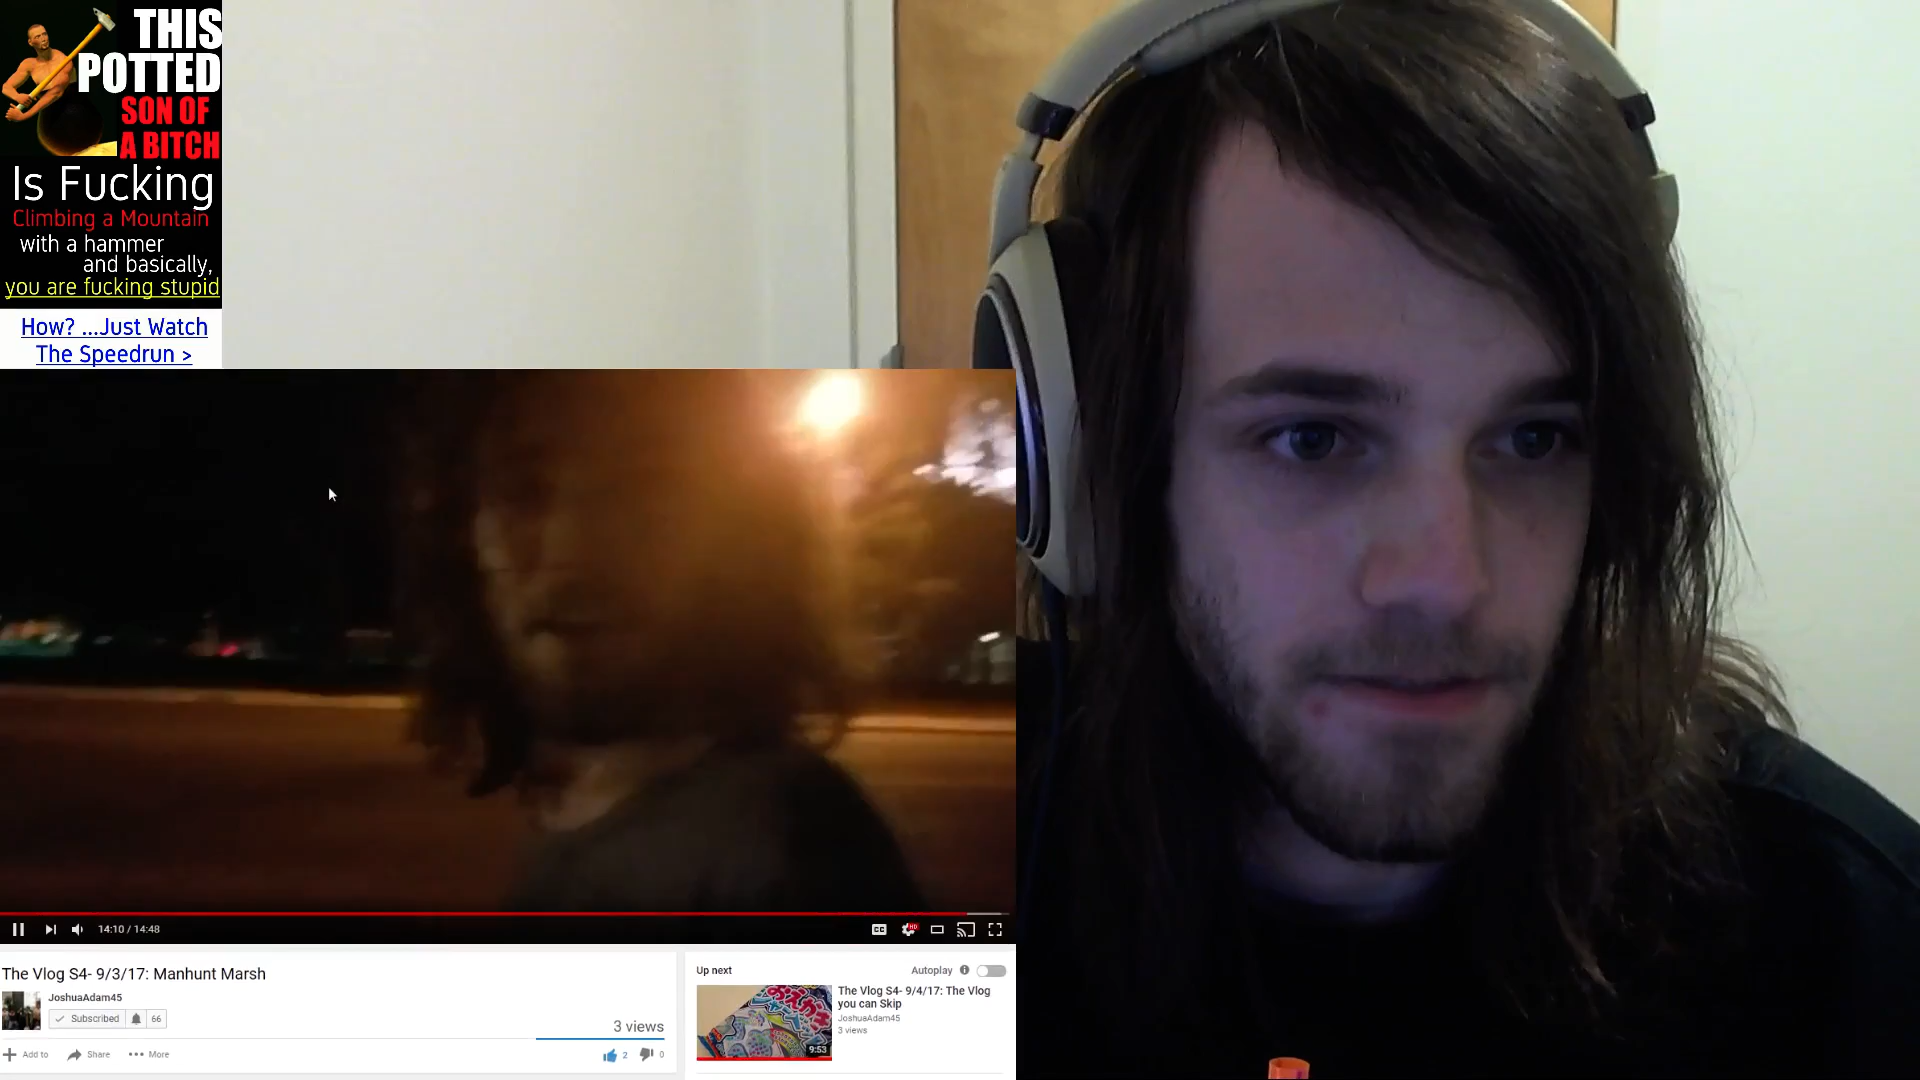 THIS
POTTED
SON OF
A BITCH
Is Fucking
Climbing a Mountain
with a hammer
and basically,
you are fucking stupid
How? ...Just Watch
The Speedrun >
14:10 / 14:48
CC
HD
The Vlog S4- 9/3/17: Manhunt Marsh
JoshuaAdam45
Subscribed 66
3 views
Add to Share More 2 0
Up next Autoplay
The Vlog S4- 9/4/17: The Vlog
you can Skip
JoshuaAdam45
3 views
9:53